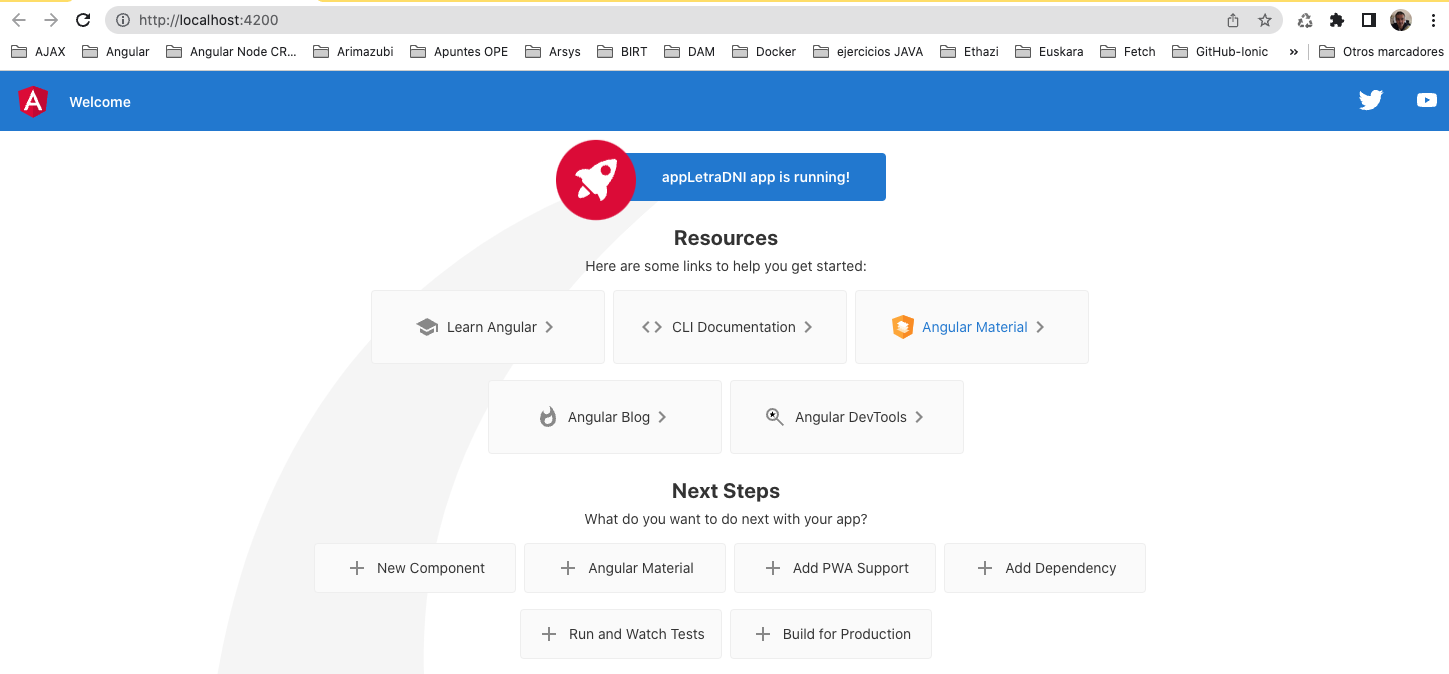 http://localhost:4200
AJAX Angular Angular Node CR... Arimazubi Apuntes OPE Arsys BIRT DAM Docker ejercicios JAVA Ethazi Euskara Fetch GitHub-Ionic » Otros marcadores
Welcome
appLetraDNI app is running!
Resources
Here are some links to help you get started:
Learn Angular CLI Documentation Angular Material
Angular Blog Angular DevTools
Next Steps
What do you want to do next with your app?
New Component Angular Material Add PWA Support Add Dependency
Run and Watch Tests Build for Production